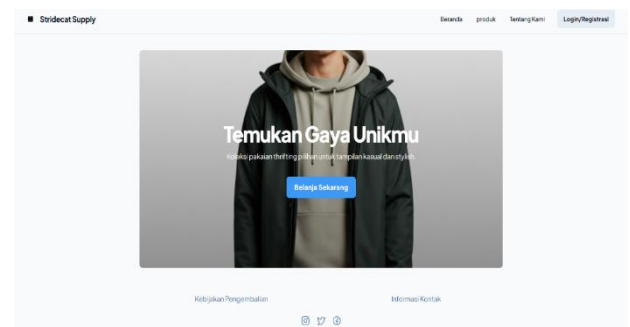 Stridecat Supply
Beranda produk Tentang Kami Login/Registrasi
Temukan Gaya Unikmu
Koleksi pakaian thrifting pilihan untuk tampilan kasual dan stylish.
Belanja Sekarang
Kebijakan Pengembalian
Informasi Kontak